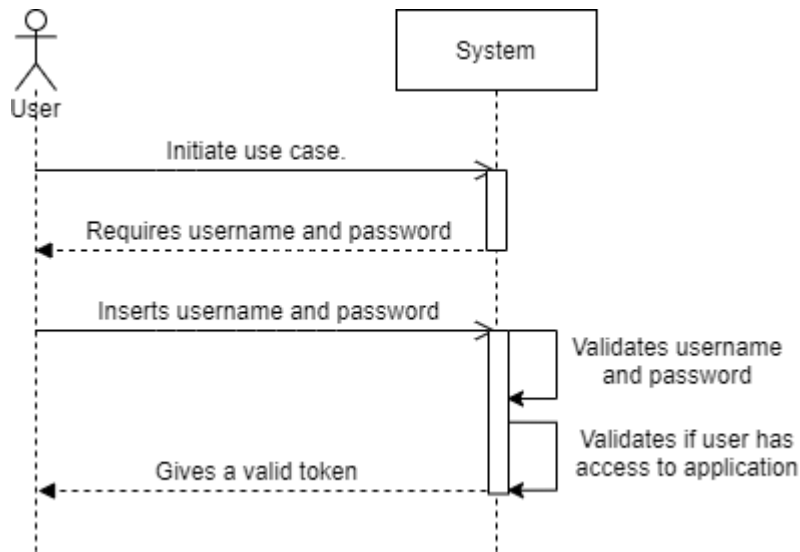 System
User
Initiate use case.
Requires username and password
Inserts username and password
Validates username
and password
Validates if user has
access to application
Gives a valid token